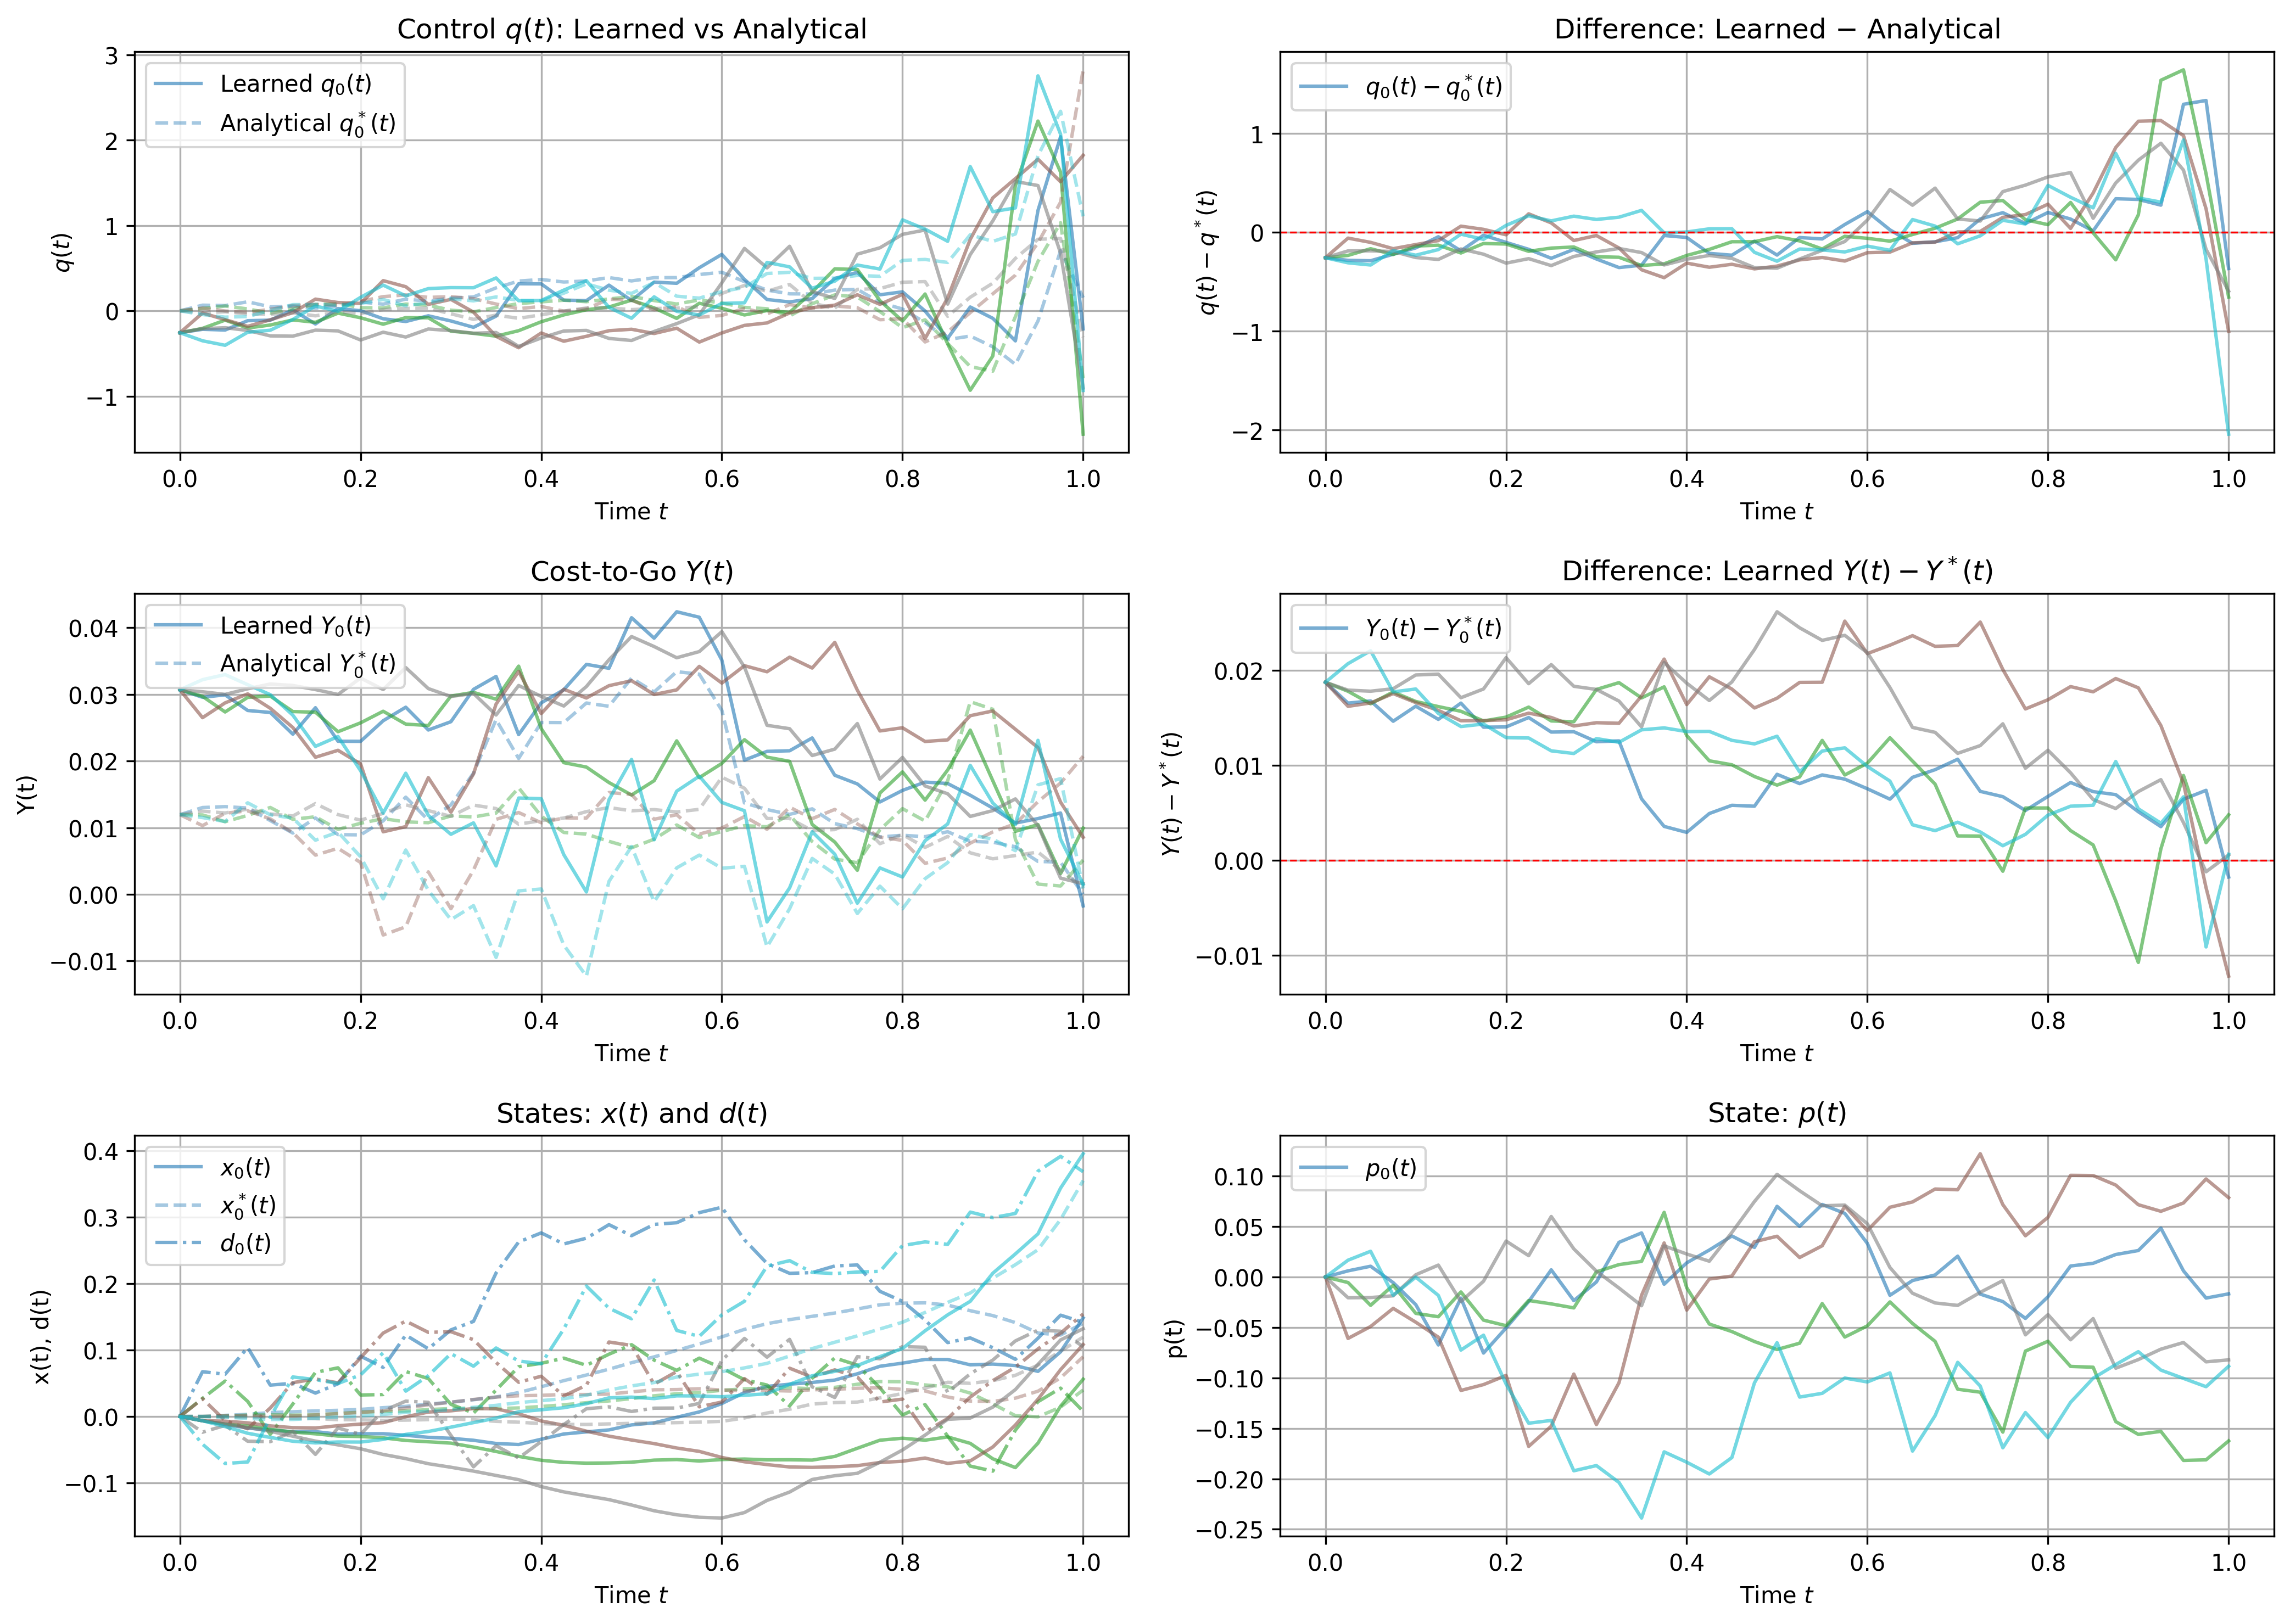 Control q(t): Learned vs Analytical
Learned q₀(t)
Analytical q₀*(t)
3
2
1
0
−1
q(t)
0.0 0.2 0.4 0.6 0.8 1.0
Time t
Difference: Learned − Analytical
q₀(t) − q₀*(t)
1
0
−1
−2
q(t) − q*(t)
0.0 0.2 0.4 0.6 0.8 1.0
Time t
Cost-to-Go Y(t)
Learned Y₀(t)
Analytical Y₀*(t)
0.04
0.03
0.02
0.01
0.00
−0.01
Y(t)
0.0 0.2 0.4 0.6 0.8 1.0
Time t
Difference: Learned Y(t) − Y*(t)
Y₀(t) − Y₀*(t)
0.02
0.01
0.00
−0.01
Y(t) − Y*(t)
0.0 0.2 0.4 0.6 0.8 1.0
Time t
States: x(t) and d(t)
x₀(t)
x₀*(t)
d₀(t)
0.4
0.3
0.2
0.1
0.0
−0.1
x(t), d(t)
0.0 0.2 0.4 0.6 0.8 1.0
Time t
State: p(t)
p₀(t)
0.10
0.05
0.00
−0.05
−0.10
−0.15
−0.20
−0.25
p(t)
0.0 0.2 0.4 0.6 0.8 1.0
Time t